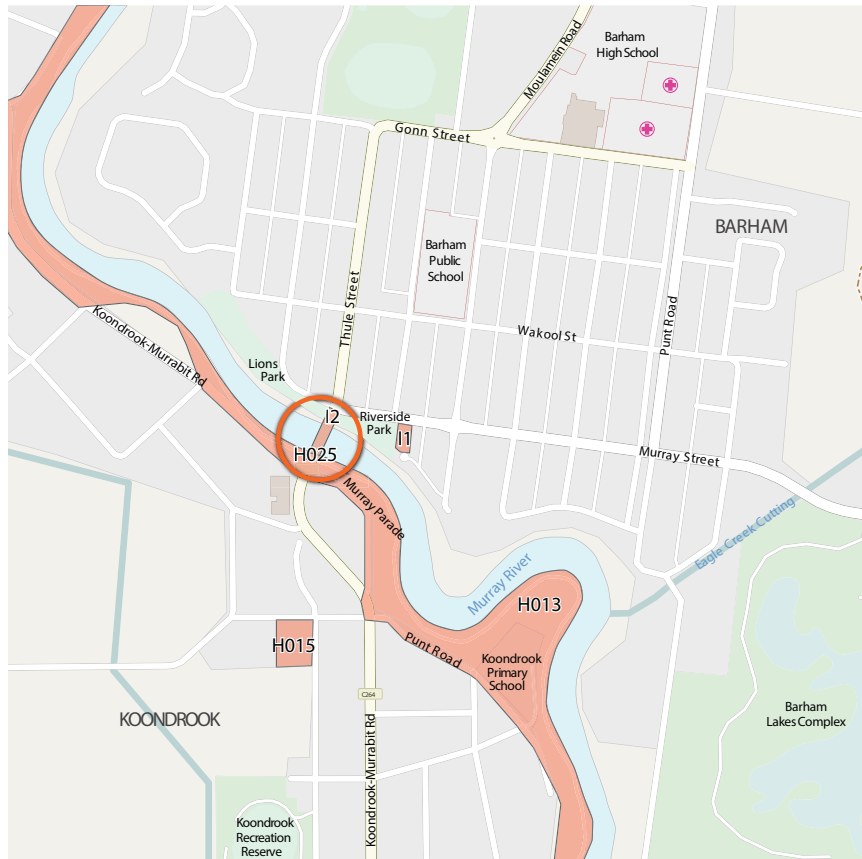 Barham
High School
Moulamein Road
Gonn Street
BARHAM
Barham
Public
School
Thule Street
Punt Road
Koondrook-Murrabit Rd
Wakool St
Lions
Park
I2
Riverside
Park
I1
H025
Murray Street
Murray Parade
Eagle Creek Cutting
Murray River
H013
H015
Punt Road
Koondrook
Primary
School
C264
KOONDROOK
Barham
Lakes Complex
Koondrook-Murrabit Rd
Koondrook
Recreation
Reserve